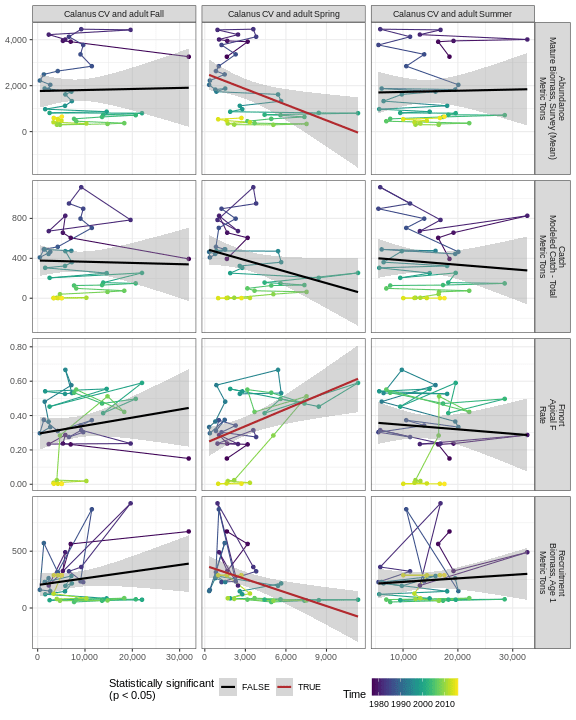 Calanus CV and adult Fall
Calanus CV and adult Spring
Calanus CV and adult Summer
4,000
2,000
0
Abundance
Mature Biomass, Survey (Mean)
Metric Tons
800
400
0
Catch
Modeled Catch - Total
Metric Tons
0.80
0.60
0.40
0.20
0.00
Fmort
Apical F
Rate
500
0
Recruitment
Biomass, Age 1
Metric Tons
0 10,000 20,000 30,000
0 3,000 6,000 9,000
10,000 20,000 30,000
Statistically significant
(p < 0.05)
FALSE
TRUE
Time
1980 1990 2000 2010